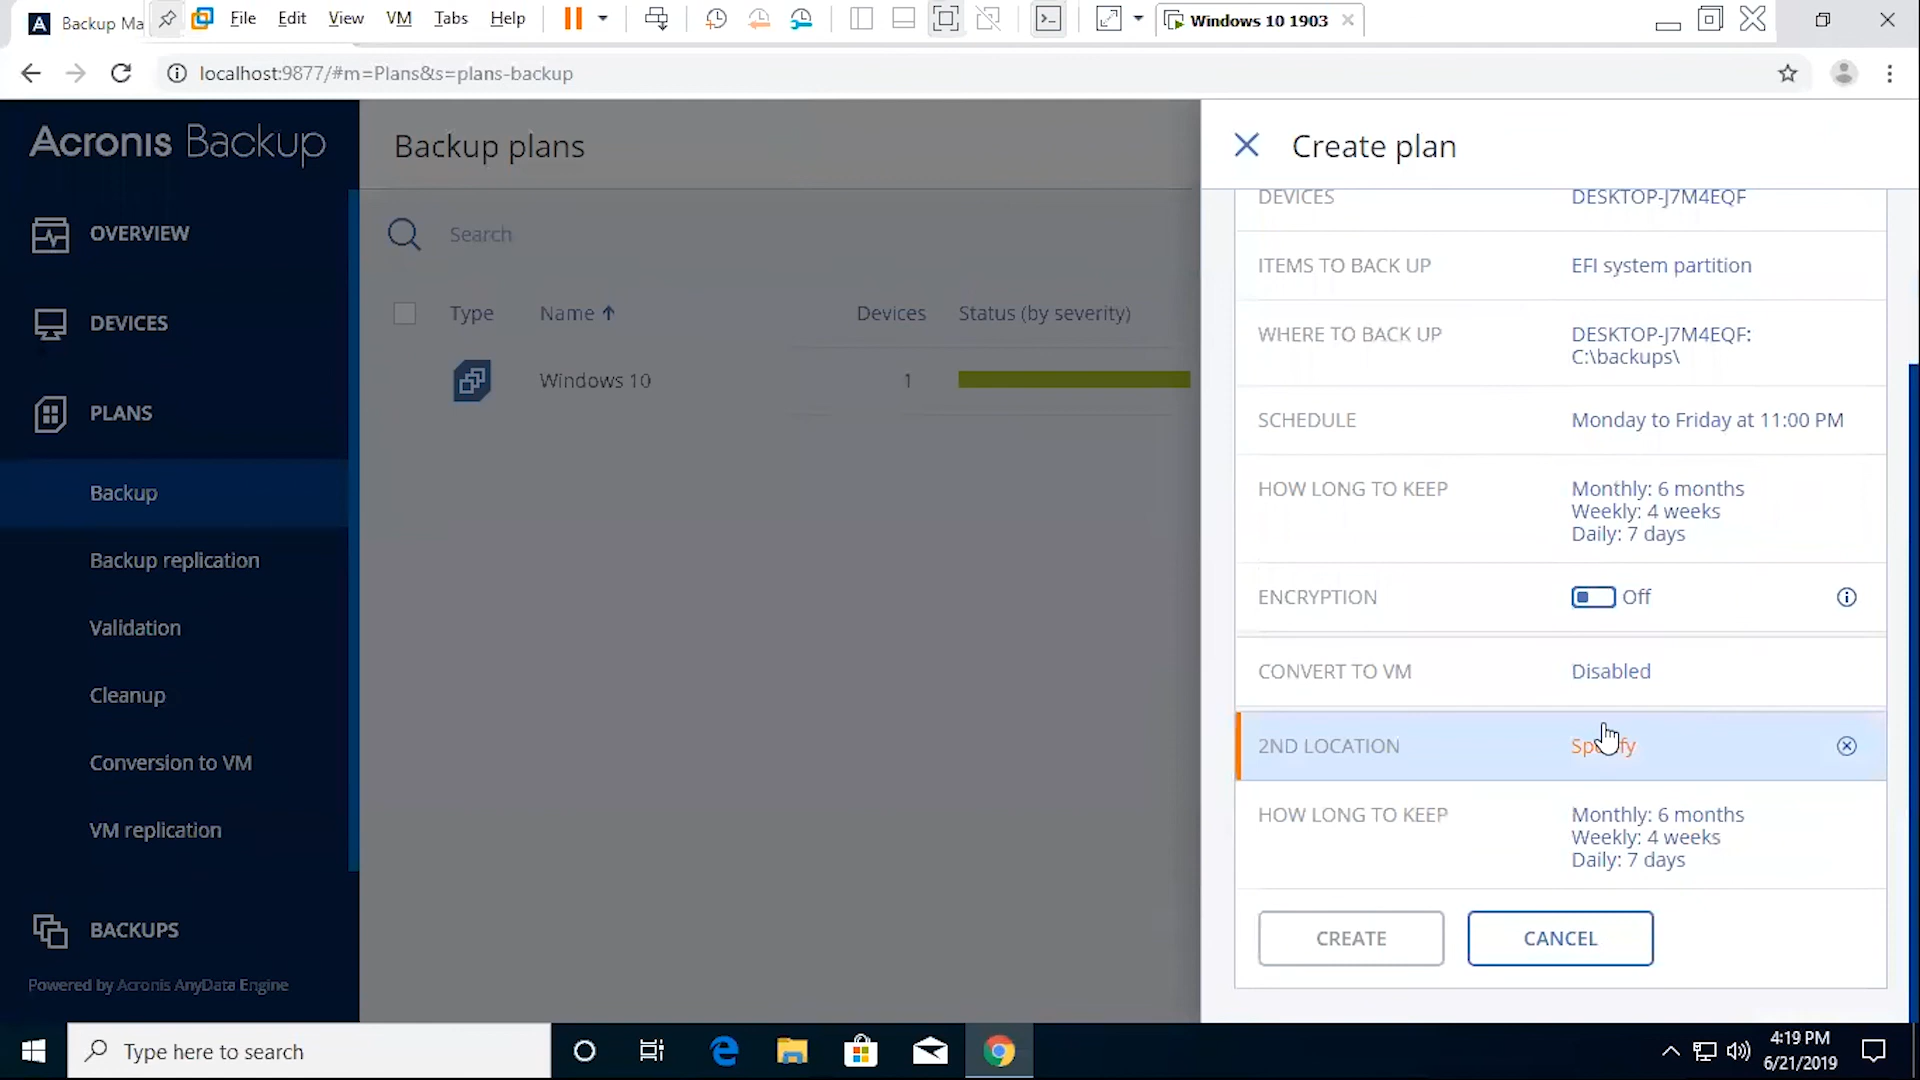 Backup Ma
File Edit View VM Tabs Help
Windows 10 1903
localhost:9877/#m=Plans&s=plans-backup
Acronis Backup
OVERVIEW
DEVICES
PLANS
Backup
Backup replication
Validation
Cleanup
Conversion to VM
VM replication
BACKUPS
Powered by Acronis AnyData Engine
Backup plans
Search
Type Name Devices Status (by severity)
Windows 10 1
Create plan
DEVICES DESKTOP-J7M4EQF
ITEMS TO BACK UP EFI system partition
WHERE TO BACK UP DESKTOP-J7M4EQF:
C:\backups\
SCHEDULE Monday to Friday at 11:00 PM
HOW LONG TO KEEP Monthly: 6 months
Weekly: 4 weeks
Daily: 7 days
ENCRYPTION Off
CONVERT TO VM Disabled
2ND LOCATION Specify
HOW LONG TO KEEP Monthly: 6 months
Weekly: 4 weeks
Daily: 7 days
CREATE CANCEL
Type here to search
4:19 PM
6/21/2019